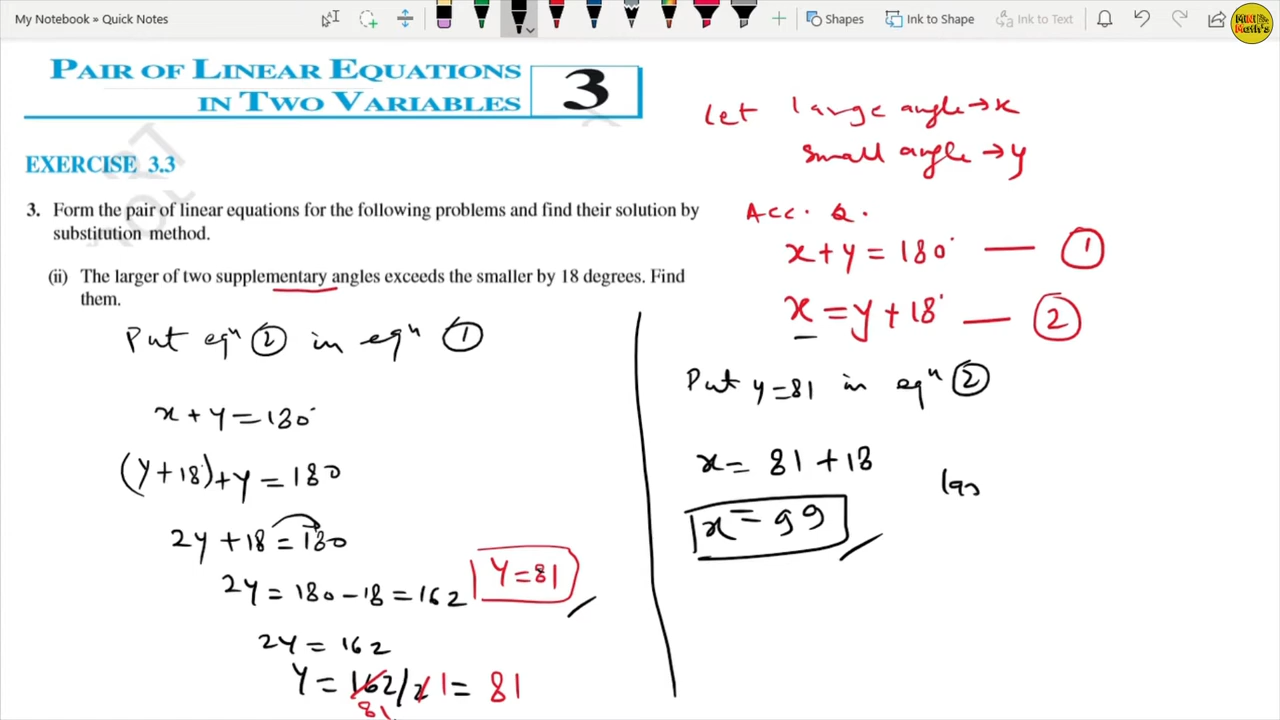 My Notebook » Quick Notes
Shapes
Ink to Shape
Ink to Text
PAIR OF LINEAR EQUATIONS
IN TWO VARIABLES
3
EXERCISE 3.3
3. Form the pair of linear equations for the following problems and find their solution by
substitution method.
(ii) The larger of two supplementary angles exceeds the smaller by 18 degrees. Find
them.
Put eqⁿ ② in eqⁿ ①
x + y = 180°
(y + 18) + y = 180
2y + 18 = 180
2y = 180 - 18 = 162
y = 81
2y = 162
y = 162/2 1 = 81
81
Let large angle → x
small angle → y
Acc. Q.
x + y = 180° — ①
x = y + 18° — ②
Put y = 81 in eqⁿ ②
x = 81 + 18
x = 99